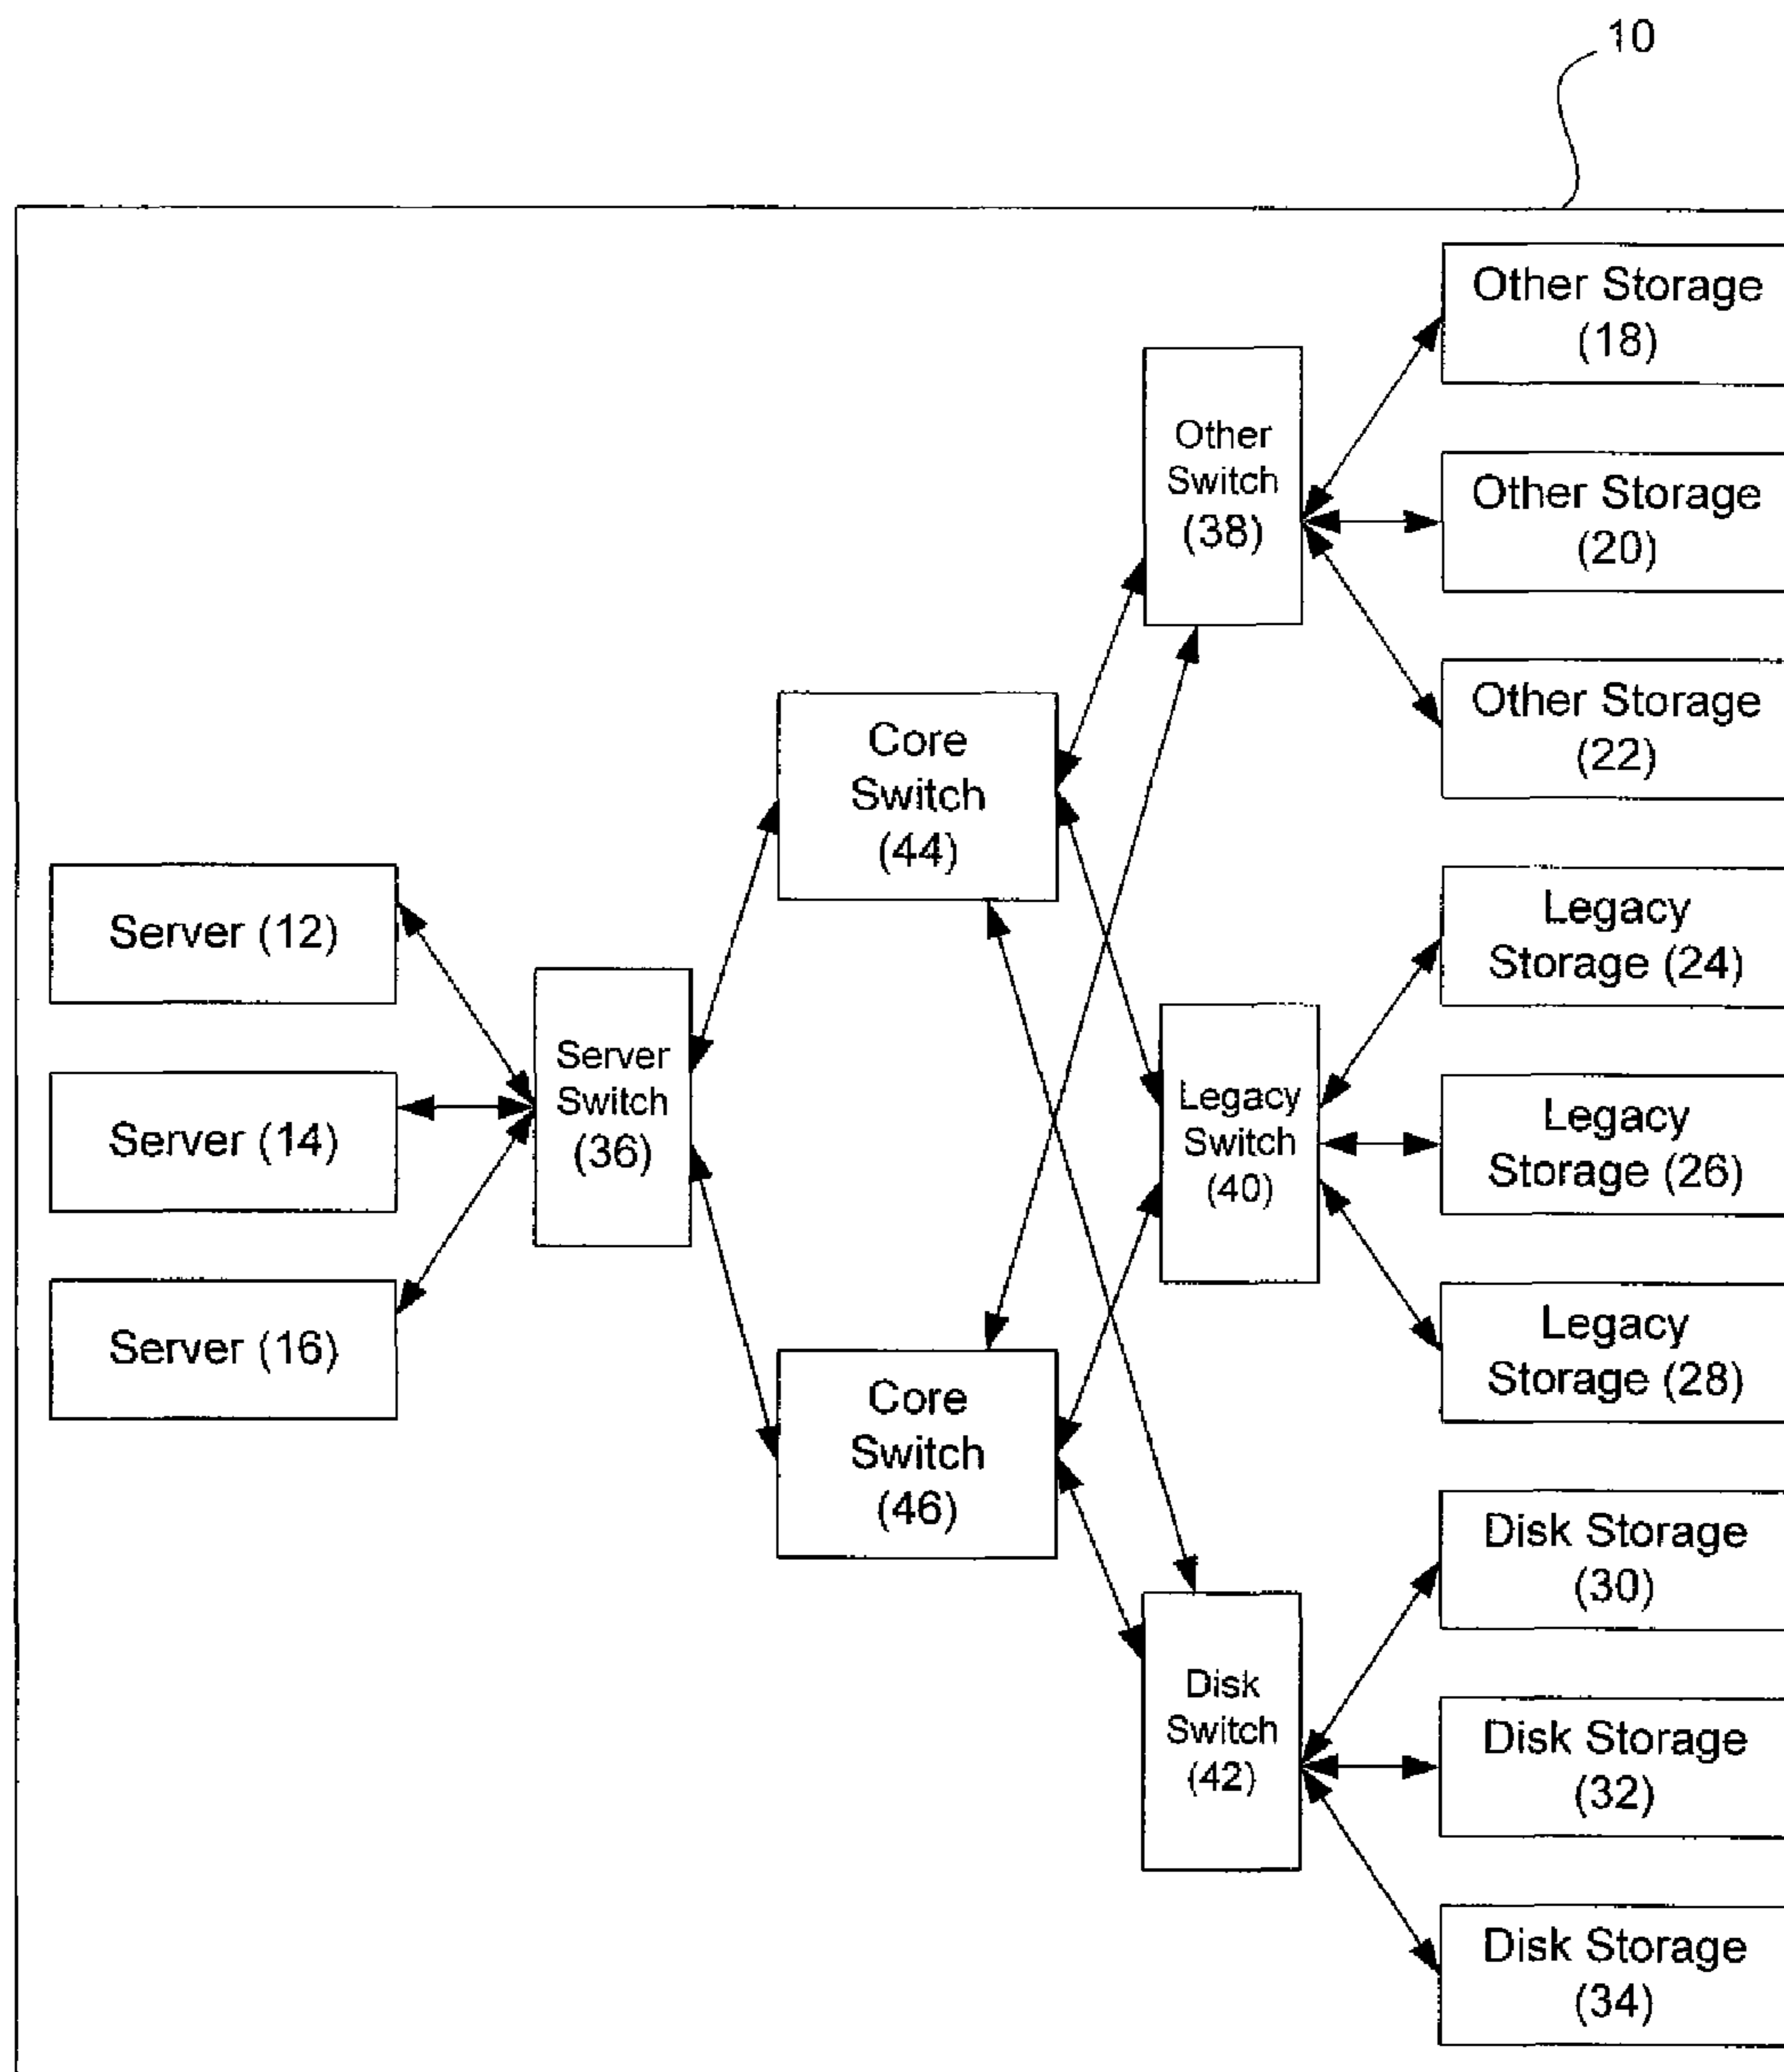 10
Other Storage
(18)
Other
Switch
(38)
Other Storage
(20)
Other Storage
(22)
Core
Switch
(44)
Server (12)
Legacy
Storage (24)
Server
Switch
(36)
Server (14)
Legacy
Switch
(40)
Legacy
Storage (26)
Server (16)
Legacy
Storage (28)
Core
Switch
(46)
Disk Storage
(30)
Disk
Switch
(42)
Disk Storage
(32)
Disk Storage
(34)